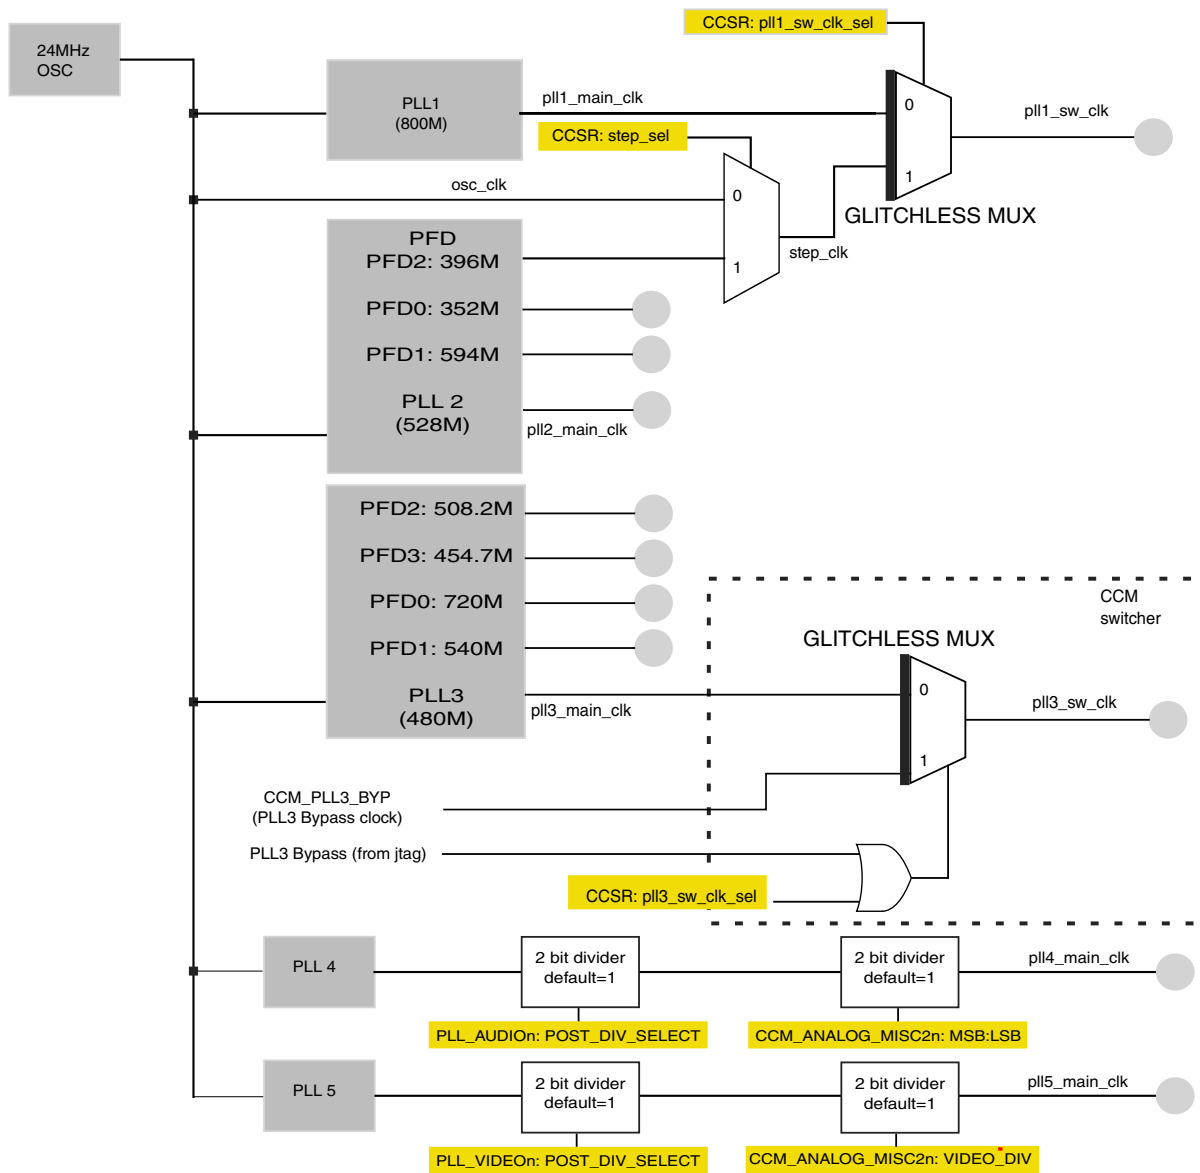 CCSR: pll1_sw_clk_sel
24MHz
OSC
PLL1
(800M)
pll1_main_clk
0
pll1_sw_clk
CCSR: step_sel
1
osc_clk
0
GLITCHLESS MUX
PFD
PFD2: 396M
1
step_clk
PFD0: 352M
PFD1: 594M
PLL 2
(528M)
pll2_main_clk
PFD2: 508.2M
PFD3: 454.7M
PFD0: 720M
PFD1: 540M
PLL3
(480M)
pll3_main_clk
CCM
switcher
GLITCHLESS MUX
0
pll3_sw_clk
1
CCM_PLL3_BYP
(PLL3 Bypass clock)
PLL3 Bypass (from jtag)
CCSR: pll3_sw_clk_sel
PLL 4
2 bit divider
default=1
2 bit divider
default=1
pll4_main_clk
PLL_AUDIOn: POST_DIV_SELECT
CCM_ANALOG_MISC2n: MSB:LSB
PLL 5
2 bit divider
default=1
2 bit divider
default=1
pll5_main_clk
PLL_VIDEOn: POST_DIV_SELECT
CCM_ANALOG_MISC2n: VIDEO_DIV